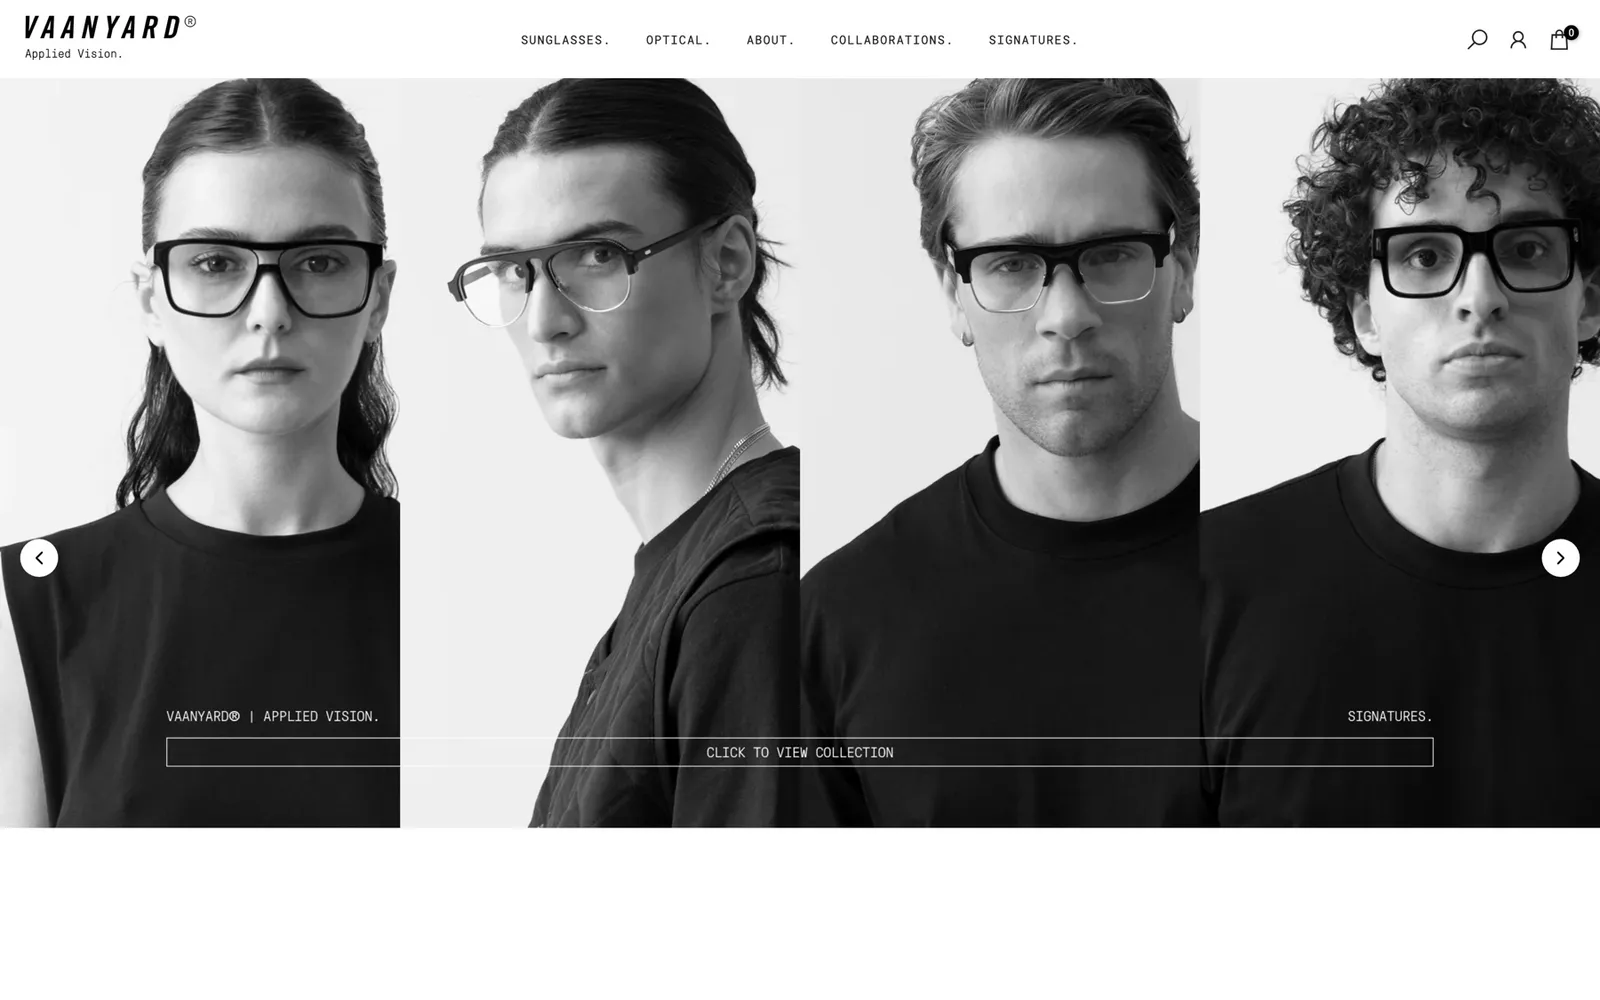 VAANYARD®
Applied Vision.
SUNGLASSES. OPTICAL. ABOUT. COLLABORATIONS. SIGNATURES.
0
VAANYARD® | APPLIED VISION.
SIGNATURES.
CLICK TO VIEW COLLECTION